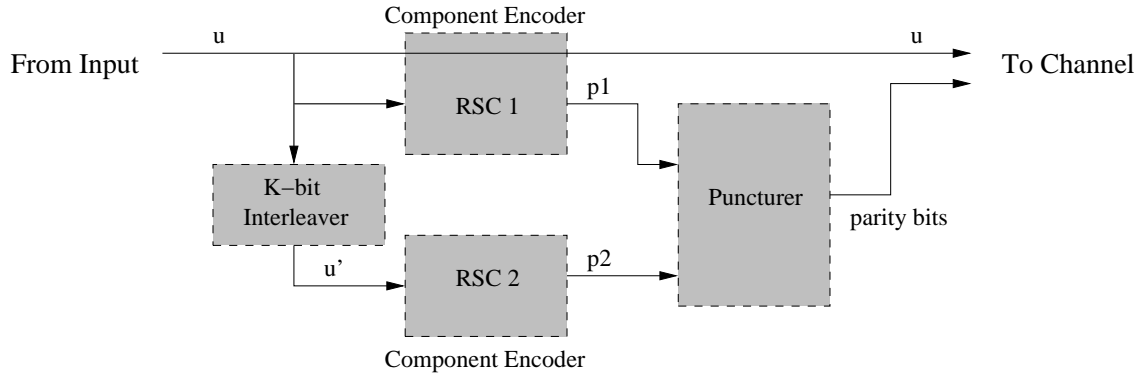 Component Encoder
u
u
From Input
To Channel
p1
RSC 1
K−bit
Interleaver
Puncturer
parity bits
u'
RSC 2
p2
Component Encoder